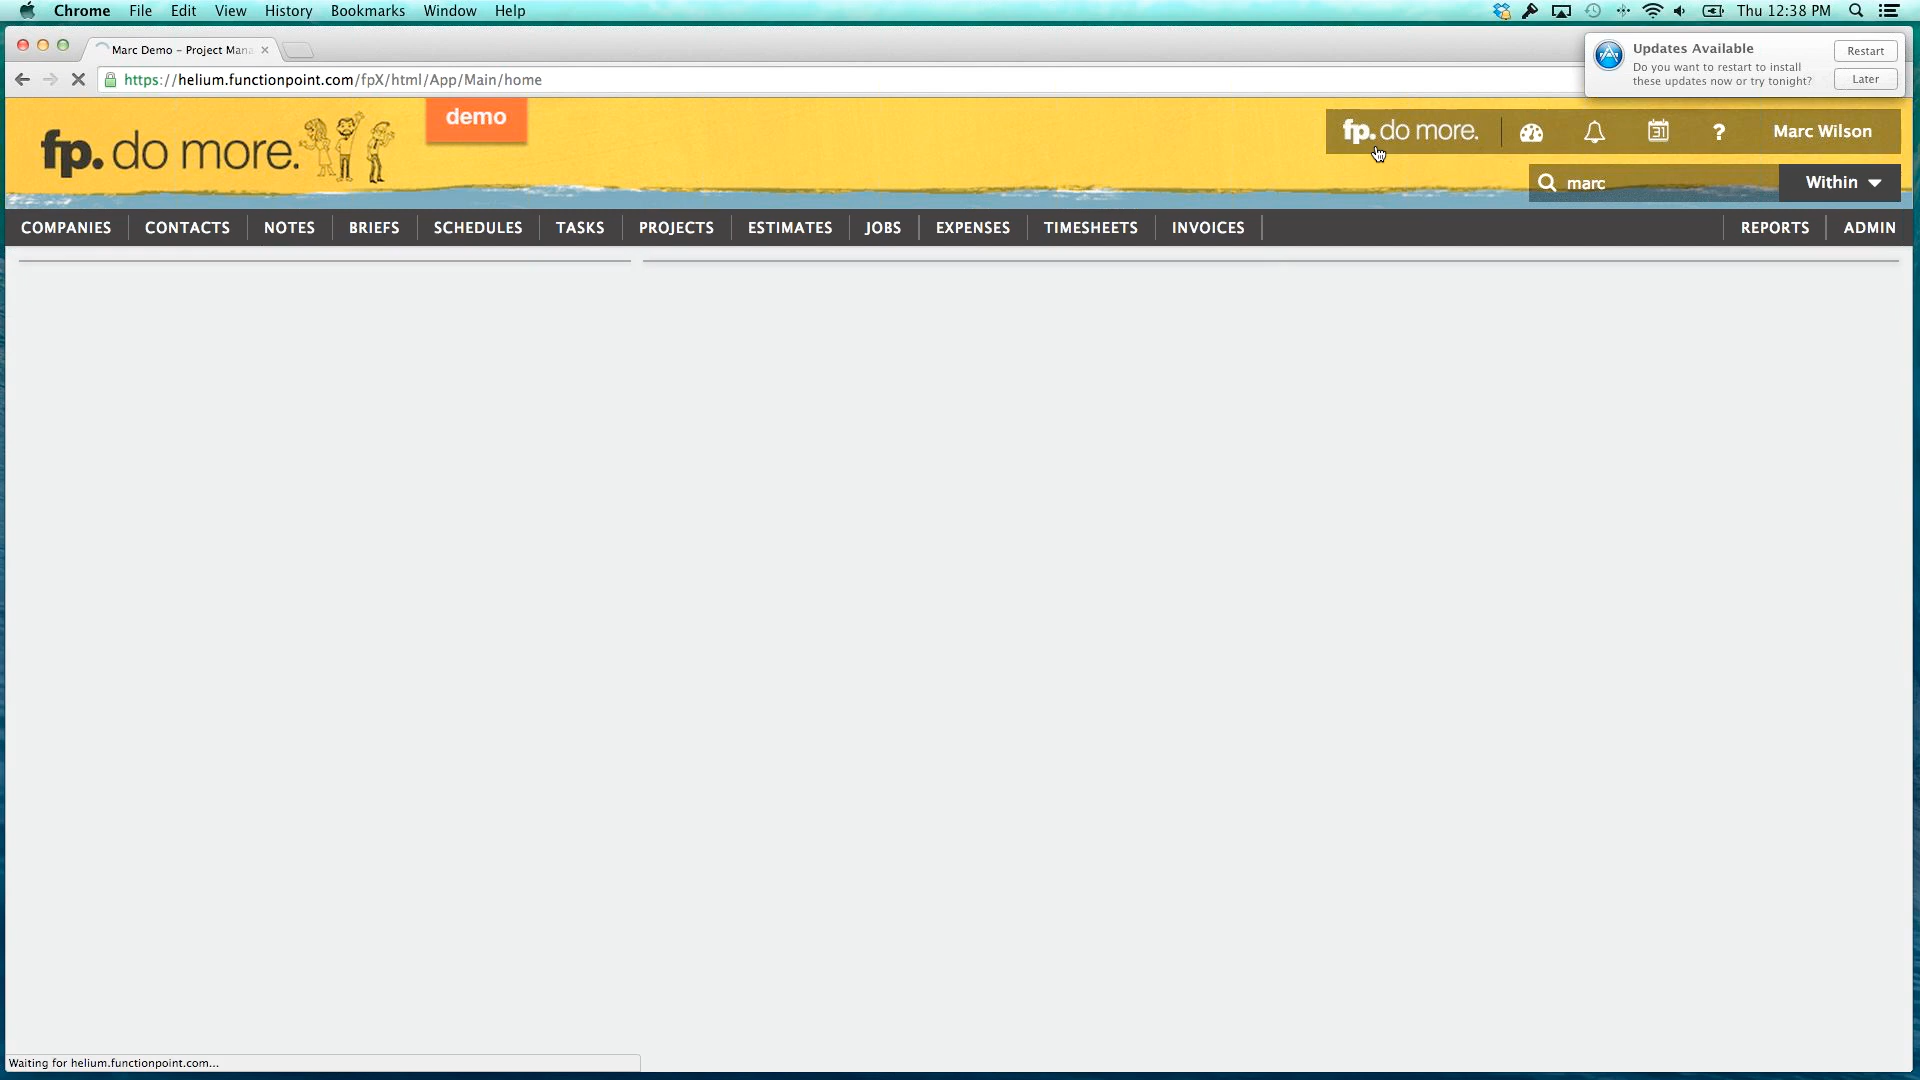 Chrome File Edit View History Bookmarks Window Help
Thu 12:38 PM
Marc Demo – Project Mana
Updates Available
Do you want to restart to install
these updates now or try tonight?
Restart
Later
https://helium.functionpoint.com/fpX/html/App/Main/home
fp. do more.
demo
fp. do more.
31
?
Marc Wilson
marc
Within
COMPANIES CONTACTS NOTES BRIEFS SCHEDULES TASKS PROJECTS ESTIMATES JOBS EXPENSES TIMESHEETS INVOICES REPORTS ADMIN
Waiting for helium.functionpoint.com...